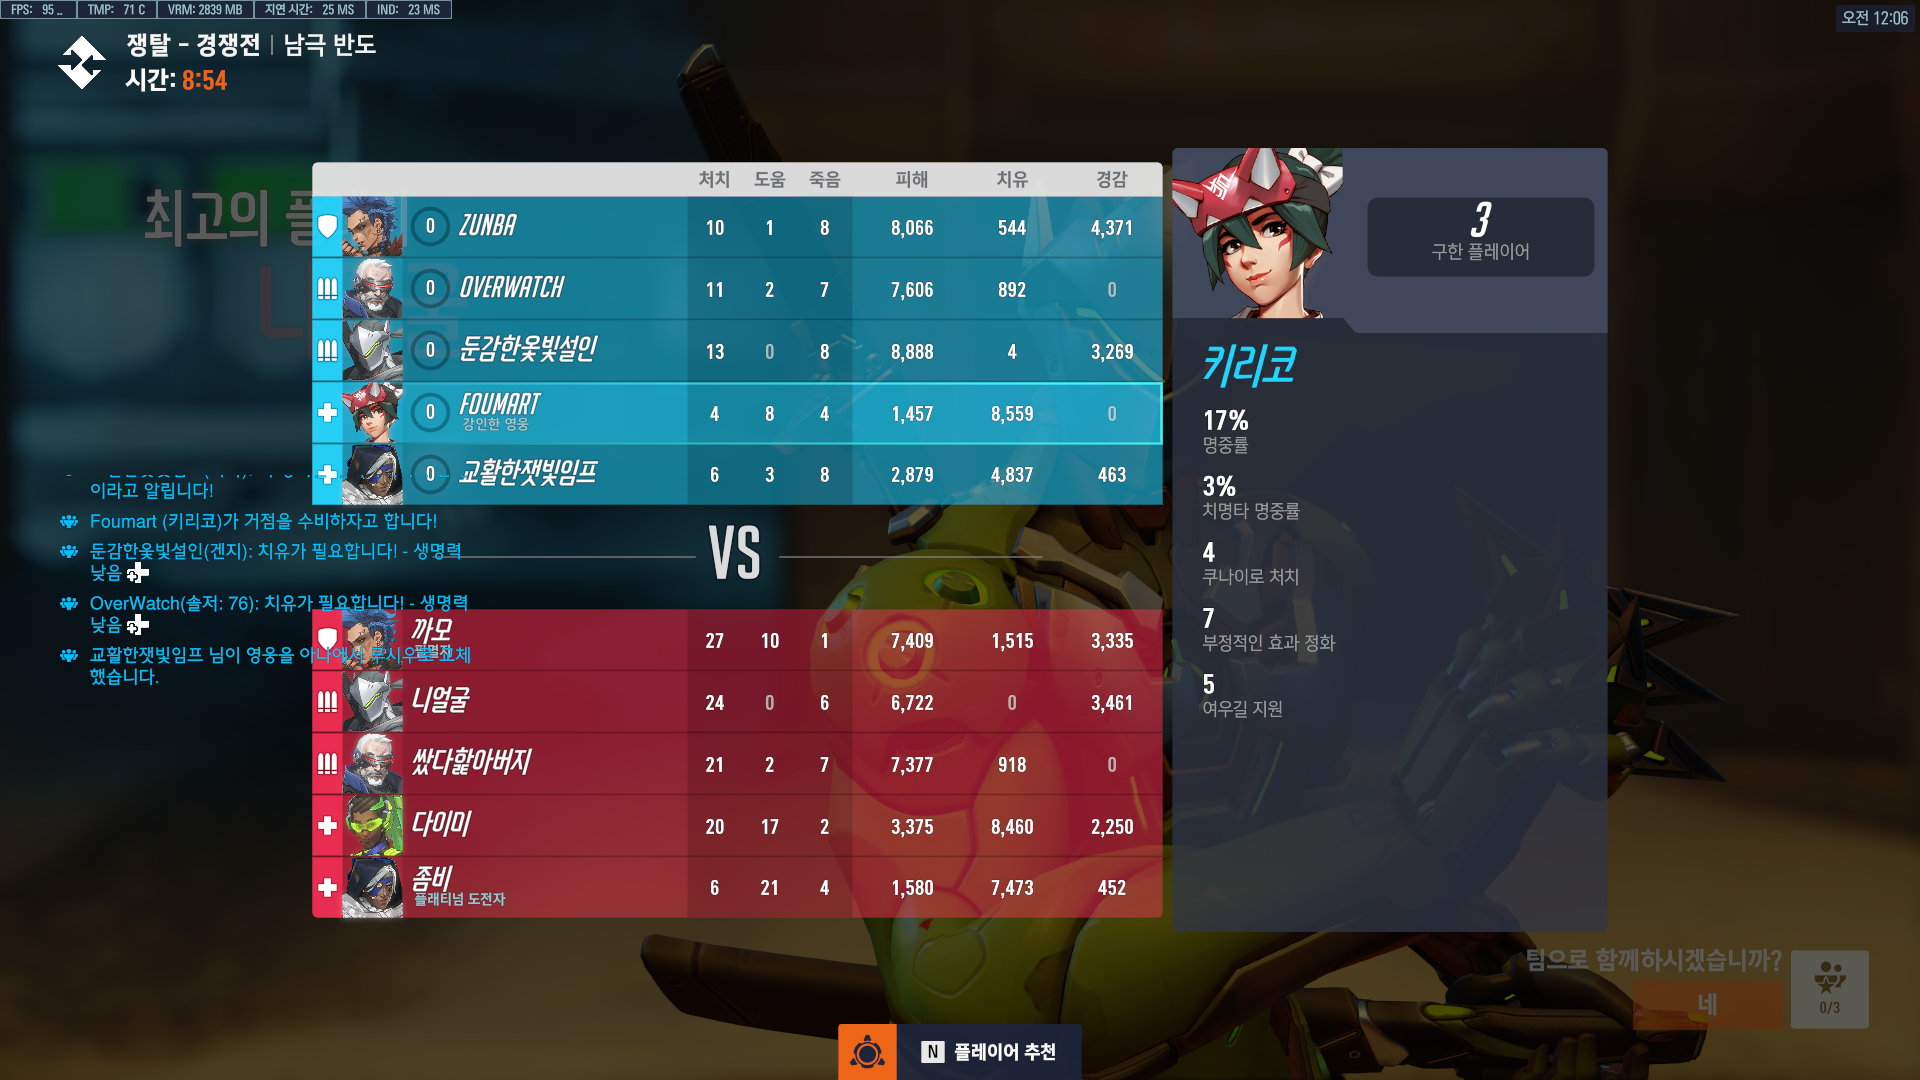 FPS: 95 ..
TMP: 71 C
VRM: 2839 MB
지연 시간: 25 MS
IND: 23 MS
오전 12:06
쟁탈 - 경쟁전 | 남극 반도
시간: 8:54
최고의 플
처치 도움 죽음 피해 치유 경감
0 ZUNBA 10 1 8 8,066 544 4,371
0 OVERWATCH 11 2 7 7,606 892 0
0 둔감한옻빛설인 13 0 8 8,888 4 3,269
0 FOUMART 4 8 4 1,457 8,559 0
강인한 영웅
0 교활한잿빛임프 6 3 8 2,879 4,837 463
VS
까모 27 10 1 7,409 1,515 3,335
니얼굴 24 0 6 6,722 0 3,461
쌌다핥아버지 21 2 7 7,377 918 0
다이미 20 17 2 3,375 8,460 2,250
좀비 6 21 4 1,580 7,473 452
플래티넘 도전자
이라고 알립니다!
Foumart (키리코)가 거점을 수비하자고 합니다!
둔감한옻빛설인(겐지): 치유가 필요합니다! - 생명력
낮음
OverWatch(솔저: 76): 치유가 필요합니다! - 생명력
낮음
교활한잿빛임프 님이 영웅을 아나에서 루시우로 교체
했습니다.
3
구한 플레이어
키리코
17%
명중률
3%
치명타 명중률
4
쿠나이로 처치
7
부정적인 효과 정화
5
여우길 지원
팀으로 함께하시겠습니까?
네
0/3
N 플레이어 추천